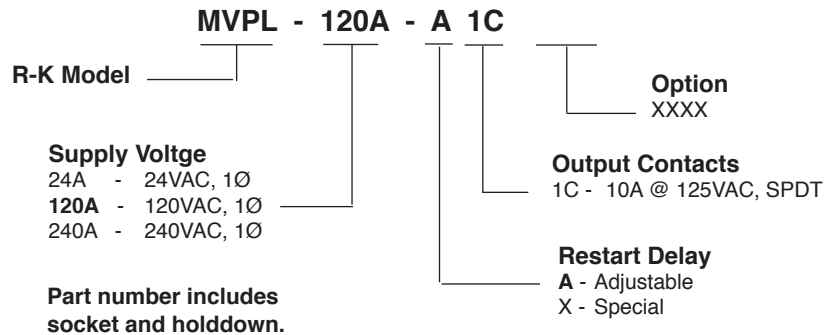 MVPL - 120A - A 1C
R-K Model
Option
XXXX
Supply Voltge
24A - 24VAC, 1Ø
120A - 120VAC, 1Ø
240A - 240VAC, 1Ø
Output Contacts
1C - 10A @ 125VAC, SPDT
Restart Delay
A - Adjustable
X - Special
Part number includes
socket and holddown.